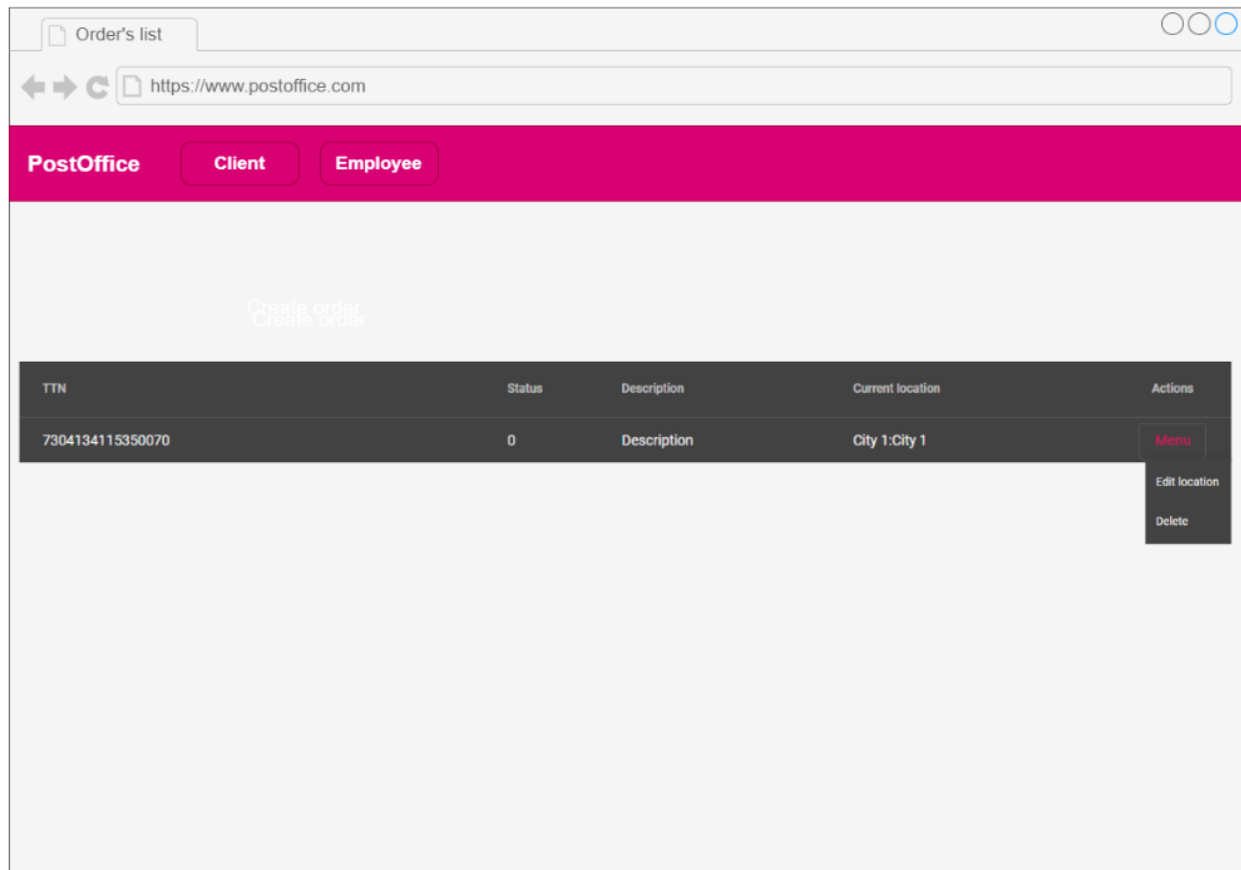 Order's list
https://www.postoffice.com
PostOffice Client Employee
Create order
Create order
TTN Status Description Current location Actions
7304134115350070 0 Description City 1:City 1 Menu
Edit location
Delete